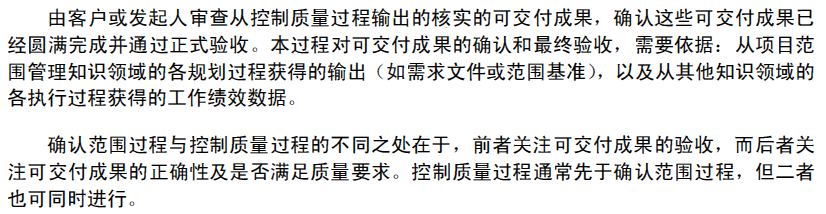 由客户或发起人审查从控制质量过程输出的核实的可交付成果，确认这些可交付成果已
经圆满完成并通过正式验收。本过程对可交付成果的确认和最终验收，需要依据：从项目范
围管理知识领域的各规划过程获得的输出（如需求文件或范围基准），以及从其他知识领域的
各执行过程获得的工作绩效数据。
确认范围过程与控制质量过程的不同之处在于，前者关注可交付成果的验收，而后者关
注可交付成果的正确性及是否满足质量要求。控制质量过程通常先于确认范围过程，但二者
也可同时进行。